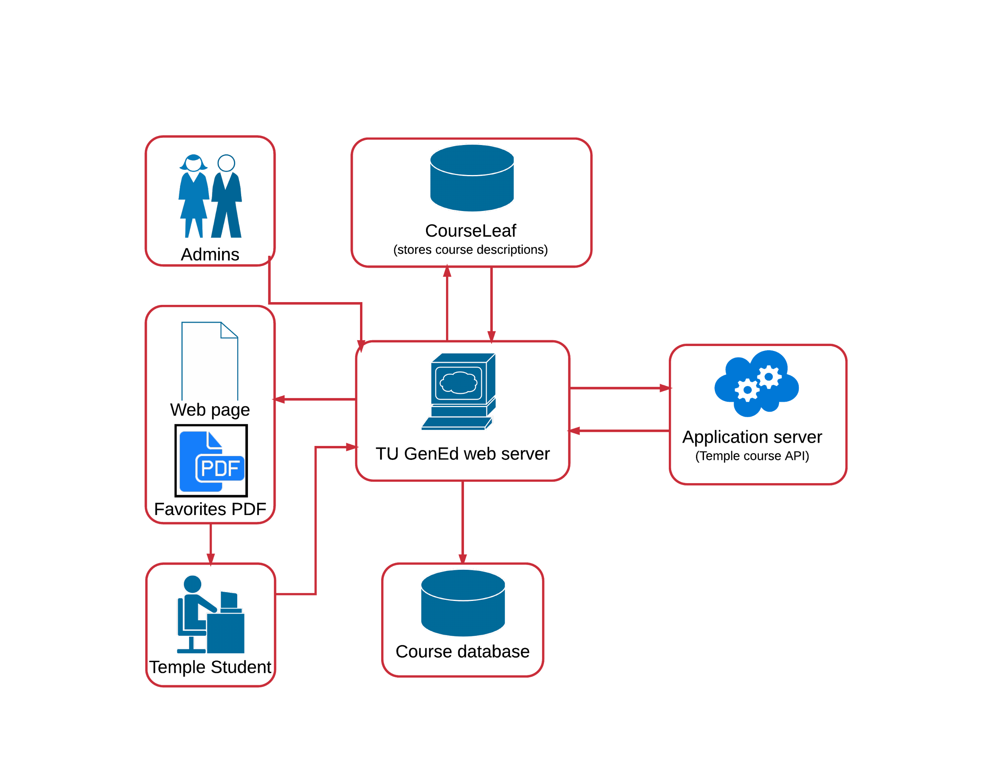 Admins
CourseLeaf
(stores course descriptions)
Web page
PDF
Favorites PDF
TU GenEd web server
Application server
(Temple course API)
Temple Student
Course database